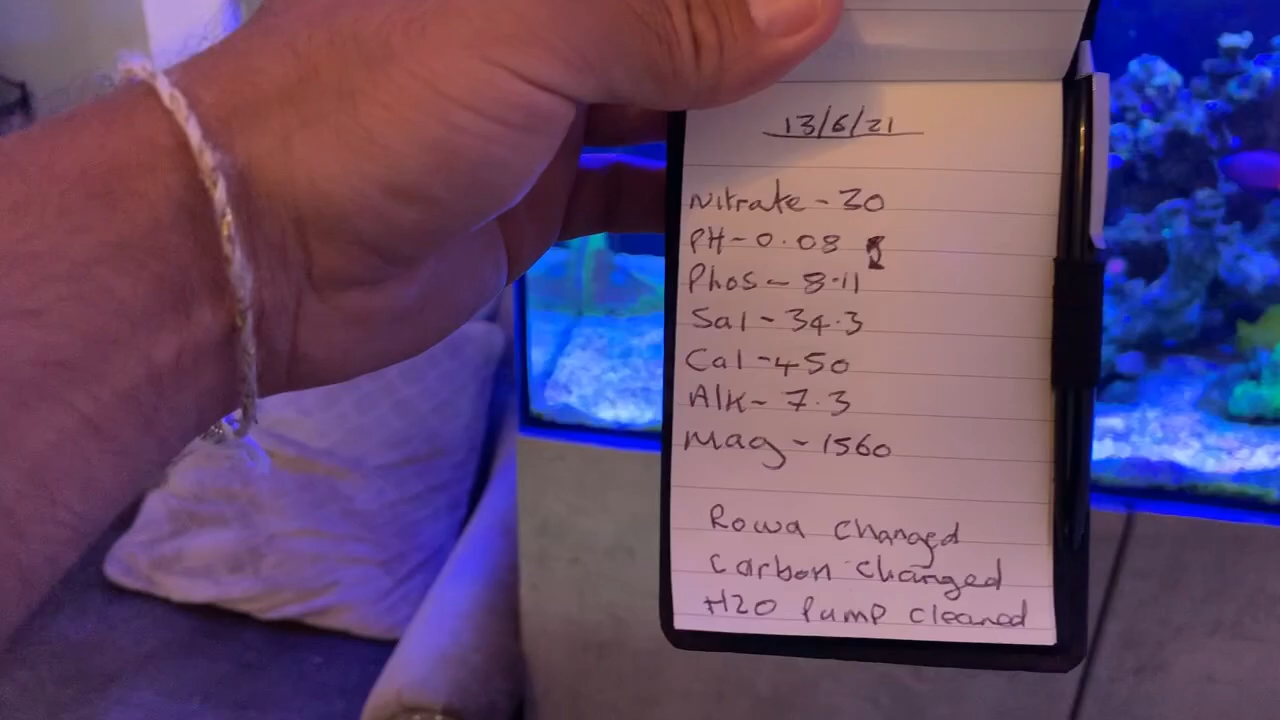 13/6/21
Nitrate - 30
PH - 0.08
Phos - 8.11
Sal - 34.3
Cal - 450
Alk - 7.3
Mag - 1560
Rowa changed
Carbon changed
H2O Pump cleaned